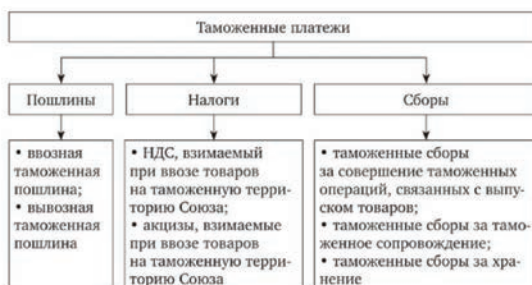 Таможенные платежи
Пошлины
Налоги
Сборы
• ввозная
таможенная
пошлина;
• вывозная
таможенная
пошлина
• НДС, взимаемый
при ввозе товаров
на таможенную терри-
торию Союза;
• акцизы, взимаемые
при ввозе товаров
на таможенную терри-
торию Союза
• таможенные сборы
за совершение таможенных
операций, связанных с выпу-
ском товаров;
• таможенные сборы за тамо-
женное сопровождение;
• таможенные сборы за хра-
нение